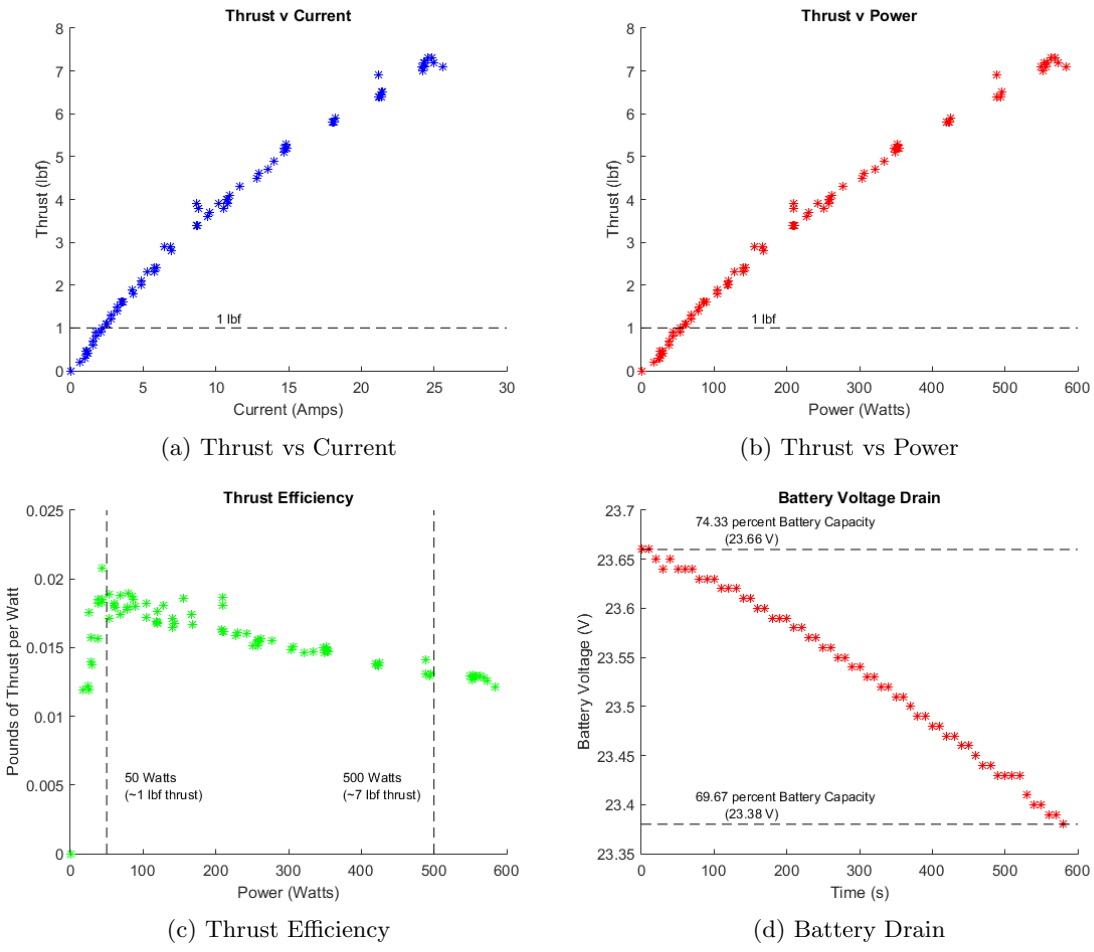 Thrust v Current
8
7
6
5
4
3
2
1
0
Thrust (lbf)
1 lbf
0 5 10 15 20 25 30
Current (Amps)
(a) Thrust vs Current
Thrust v Power
8
7
6
5
4
3
2
1
0
Thrust (lbf)
1 lbf
0 100 200 300 400 500 600
Power (Watts)
(b) Thrust vs Power
Thrust Efficiency
0.025
0.02
0.015
0.01
0.005
0
Pounds of Thrust per Watt
50 Watts
(~1 lbf thrust)
500 Watts
(~7 lbf thrust)
0 100 200 300 400 500 600
Power (Watts)
(c) Thrust Efficiency
Battery Voltage Drain
23.7
23.65
23.6
23.55
23.5
23.45
23.4
23.35
Battery Voltage (V)
74.33 percent Battery Capacity
(23.66 V)
69.67 percent Battery Capacity
(23.38 V)
0 100 200 300 400 500 600
Time (s)
(d) Battery Drain